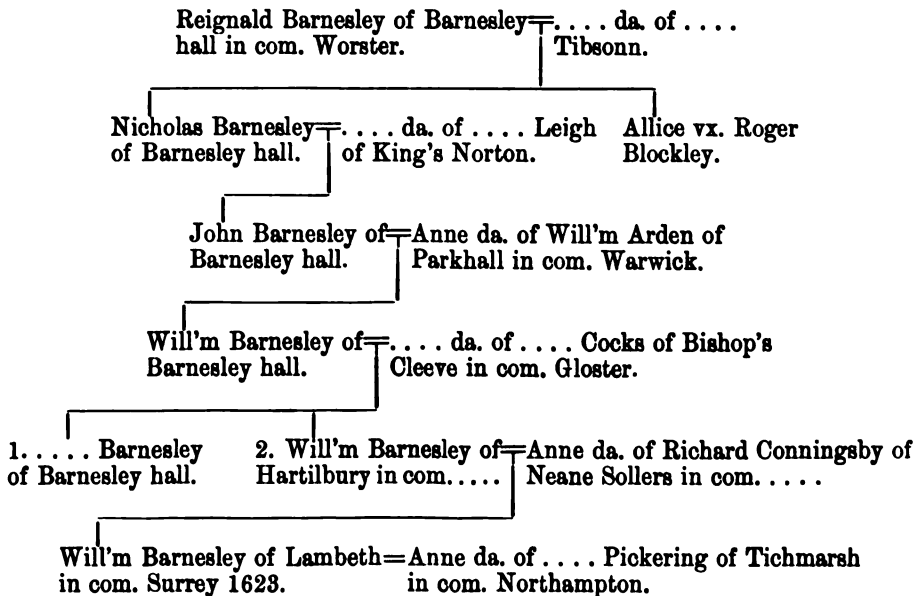 Reignald Barnesley of Barnesley=. . . . da. of . . . .
hall in com. Worster. Tibsonn.
Nicholas Barnesley=. . . . da. of . . . . Leigh Allice vx. Roger
of Barnesley hall. of King's Norton. Blockley.
John Barnesley of=Anne da. of Will'm Arden of
Barnesley hall. Parkhall in com. Warwick.
Will'm Barnesley of=. . . . da. of . . . . Cocks of Bishop's
Barnesley hall. Cleeve in com. Gloster.
1. . . . . Barnesley 2. Will'm Barnesley of=Anne da. of Richard Conningsby of
of Barnesley hall. Hartilbury in com. . . . . Neane Sollers in com. . . . .
Will'm Barnesley of Lambeth=Anne da. of . . . . Pickering of Tichmarsh
in com. Surrey 1623. in com. Northampton.